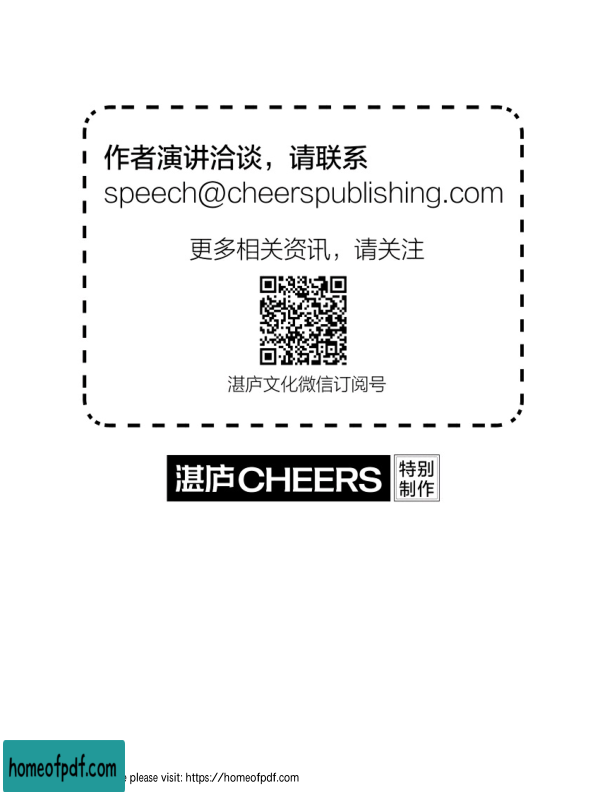 作者演讲洽谈，请联系
speech@cheerspublishing.com
更多相关资讯，请关注
湛庐文化微信订阅号
湛庐CHEERS 特别
制作
homeofpdf.com
please visit: https://homeofpdf.com